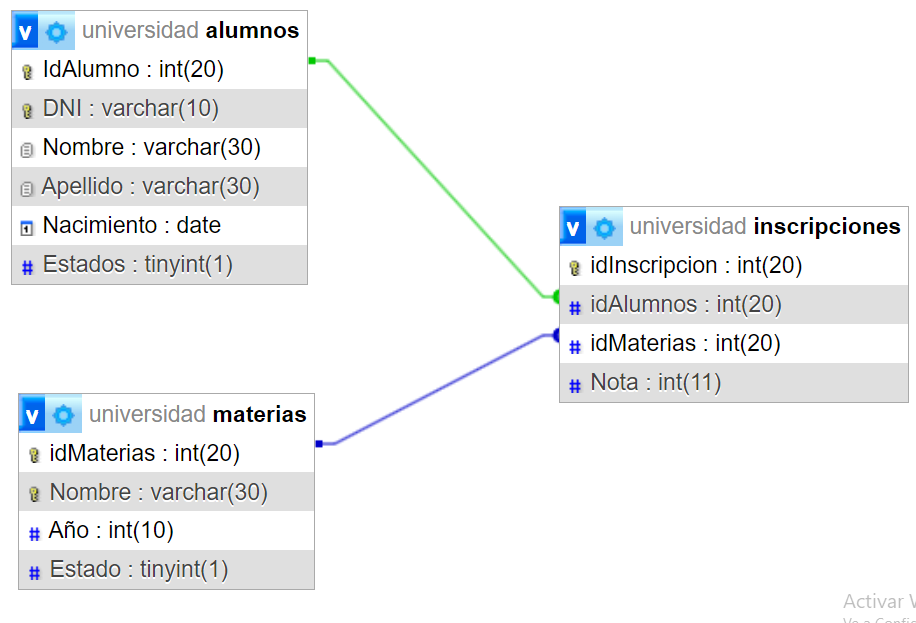 v universidad alumnos
IdAlumno : int(20)
DNI : varchar(10)
Nombre : varchar(30)
Apellido : varchar(30)
Nacimiento : date
# Estados : tinyint(1)
v universidad inscripciones
idInscripcion : int(20)
# idAlumnos : int(20)
# idMaterias : int(20)
# Nota : int(11)
v universidad materias
idMaterias : int(20)
Nombre : varchar(30)
# Año : int(10)
# Estado : tinyint(1)
Activar